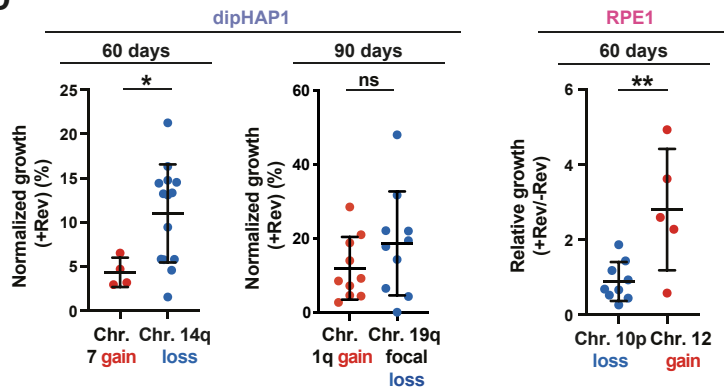 dipHAP1
RPE1
60 days
90 days
60 days
*
ns
**
Normalized growth
(+Rev) (%)
25
20
15
10
5
0
Chr. Chr. 14q
7 gain loss
Normalized growth
(+Rev) (%)
60
40
20
0
Chr. Chr. 19q
1q gain focal
loss
Relative growth
(+Rev/-Rev)
6
4
2
0
Chr. 10p Chr. 12
loss gain